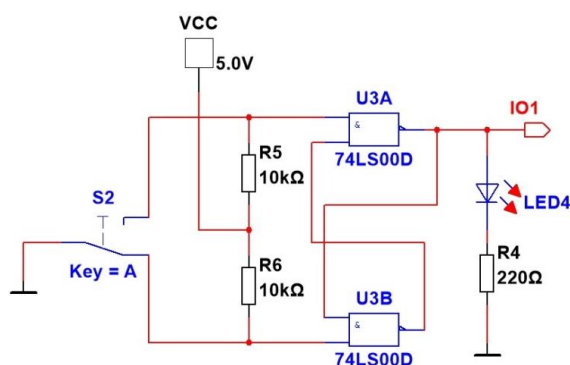 VCC
5.0V
U3A
IO1
&
R5
10kΩ
74LS00D
S2
LED4
Key = A
R6
10kΩ
R4
220Ω
U3B
&
74LS00D